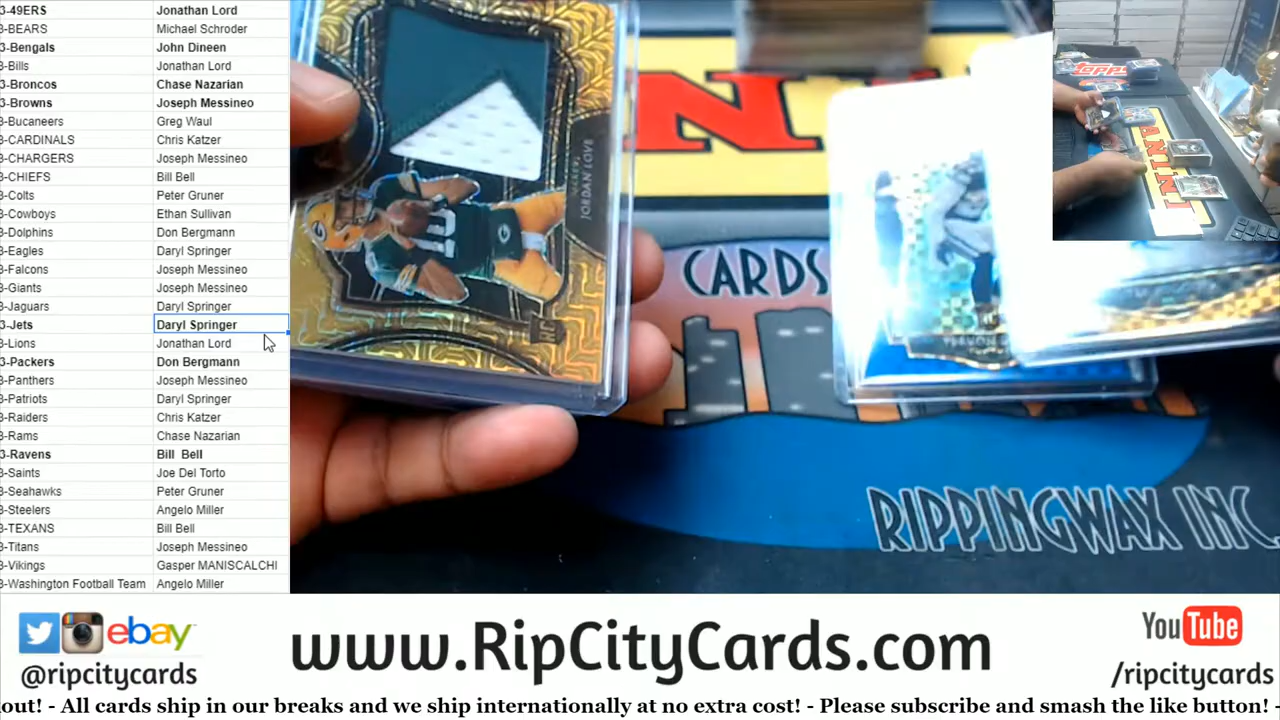 3-49ERS Jonathan Lord
3-BEARS Michael Schroder
3-Bengals John Dineen
3-Bills Jonathan Lord
3-Broncos Chase Nazarian
3-Browns Joseph Messineo
3-Bucaneers Greg Waul
3-CARDINALS Chris Katzer
3-CHARGERS Joseph Messineo
3-CHIEFS Bill Bell
3-Colts Peter Gruner
3-Cowboys Ethan Sullivan
3-Dolphins Don Bergmann
3-Eagles Daryl Springer
3-Falcons Joseph Messineo
3-Giants Joseph Messineo
3-Jaguars Daryl Springer
3-Jets Daryl Springer
3-Lions Jonathan Lord
3-Packers Don Bergmann
3-Panthers Joseph Messineo
3-Patriots Daryl Springer
3-Raiders Chris Katzer
3-Rams Chase Nazarian
3-Ravens Bill Bell
3-Saints Joe Del Torto
3-Seahawks Peter Gruner
3-Steelers Angelo Miller
3-TEXANS Bill Bell
3-Titans Joseph Messineo
3-Vikings Gasper MANISCALCHI
3-Washington Football Team Angelo Miller
JORDAN LOVE
RC
10
CARDS
RIPPINGWAX INC
topps
PANINI
ebay
@ripcitycards
www.RipCityCards.com
YouTube
/ripcitycards
out! - All cards ship in our breaks and we ship internationally at no extra cost! - Please subscribe and smash the like button! -